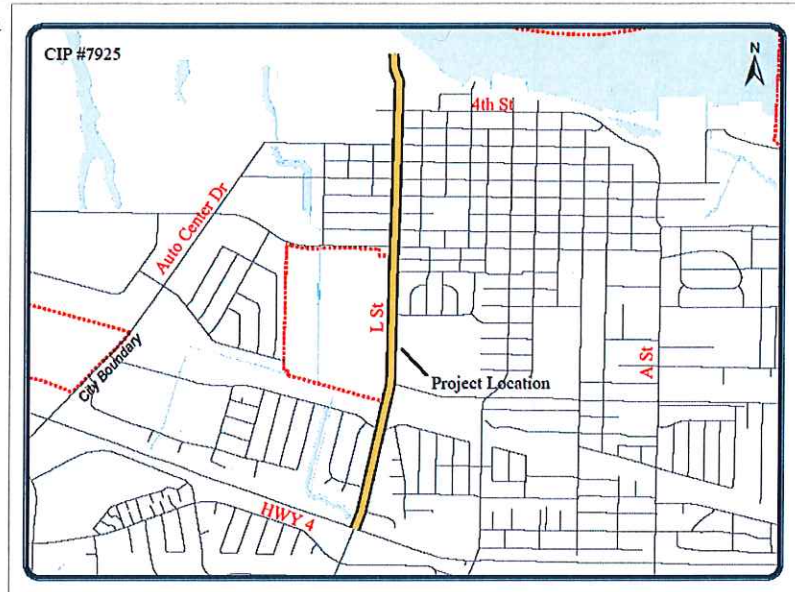 CIP #7925
N
4th St
Auto Center Dr
L St
A St
Project Location
City Boundary
HWY 4